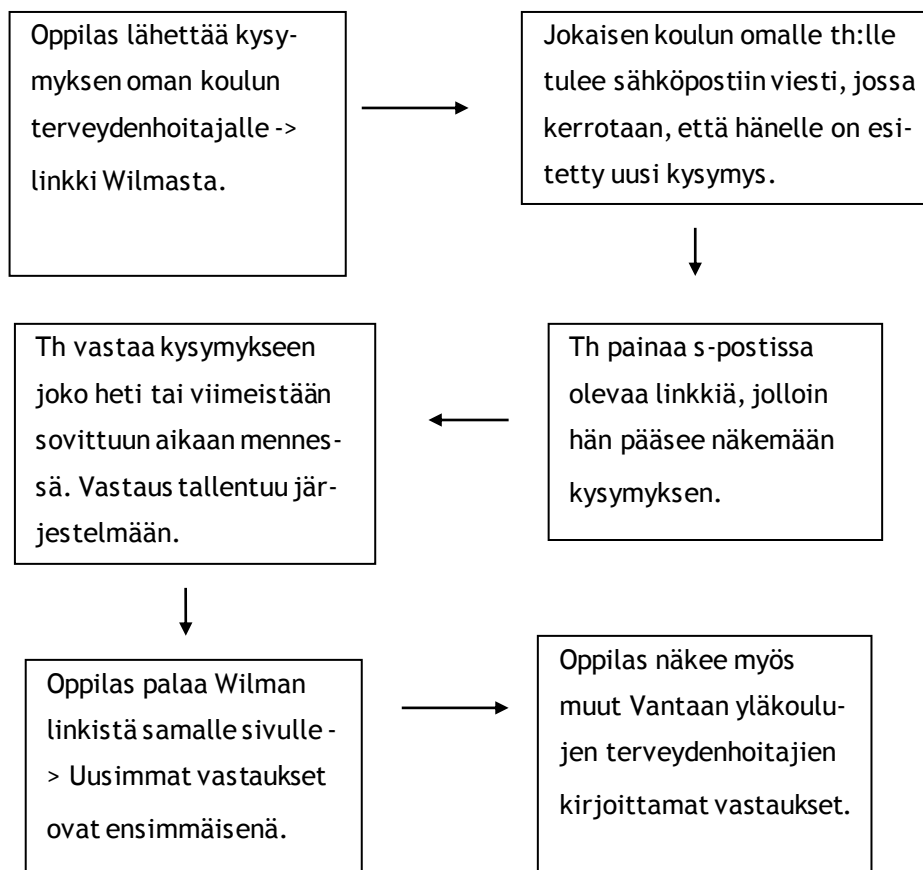 Oppilas lähettää kysy-
myksen oman koulun
terveydenhoitajalle ->
linkki Wilmasta.
Jokaisen koulun omalle th:lle
tulee sähköpostiin viesti, jossa
kerrotaan, että hänelle on esi-
tetty uusi kysymys.
Th painaa s-postissa
olevaa linkkiä, jolloin
hän pääsee näkemään
kysymyksen.
Th vastaa kysymykseen
joko heti tai viimeistään
sovittuun aikaan mennes-
sä. Vastaus tallentuu jär-
jestelmään.
Oppilas palaa Wilman
linkistä samalle sivulle -
> Uusimmat vastaukset
ovat ensimmäisenä.
Oppilas näkee myös
muut Vantaan yläkoulu-
jen terveydenhoitajien
kirjoittamat vastaukset.